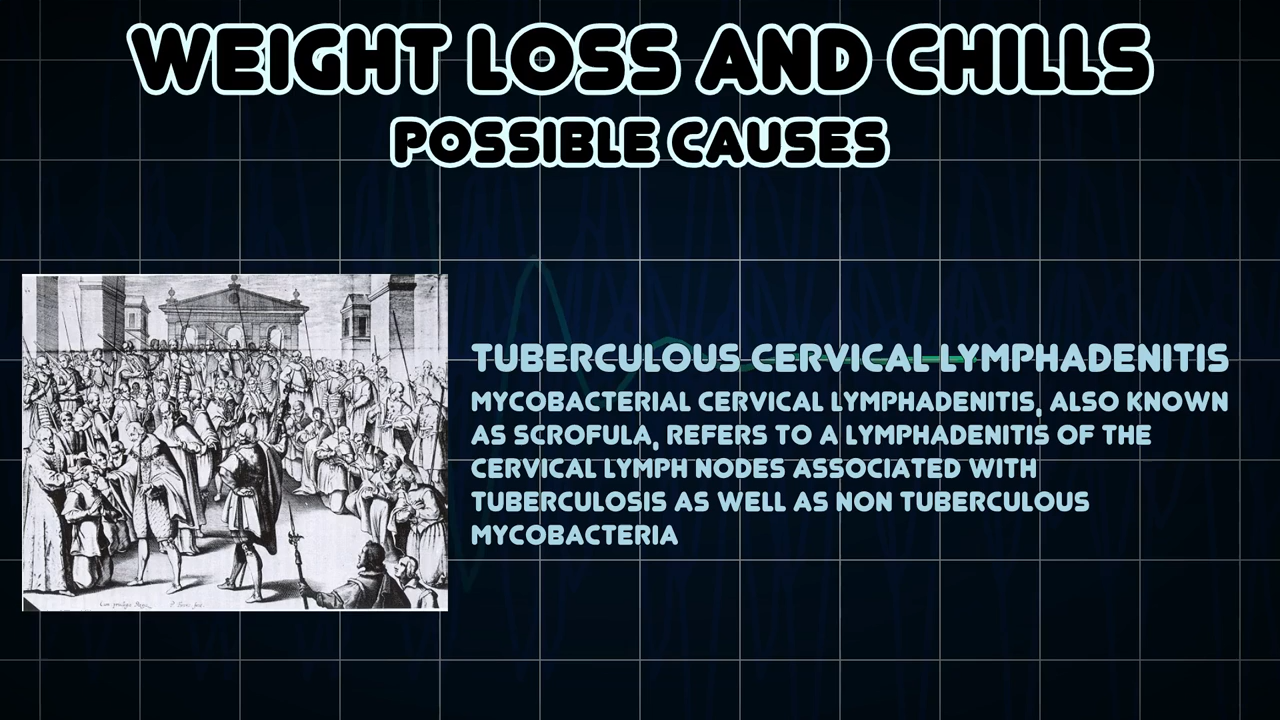 WEIGHT LOSS AND CHILLS
POSSIBLE CAUSES
TUBERCULOUS CERVICAL LYMPHADENITIS
MYCOBACTERIAL CERVICAL LYMPHADENITIS, ALSO KNOWN
AS SCROFULA, REFERS TO A LYMPHADENITIS OF THE
CERVICAL LYMPH NODES ASSOCIATED WITH
TUBERCULOSIS AS WELL AS NON TUBERCULOUS
MYCOBACTERIA